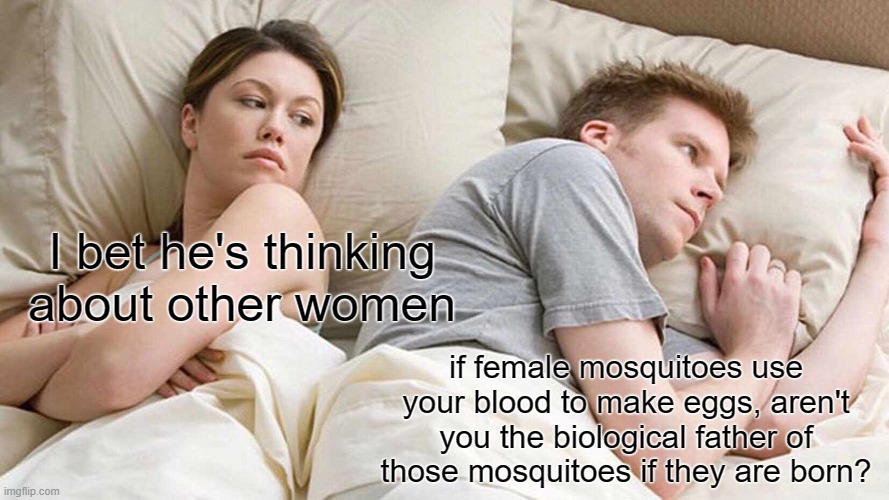 I bet he's thinking
about other women
if female mosquitoes use
your blood to make eggs, aren't
you the biological father of
those mosquitoes if they are born?
imgflip.com